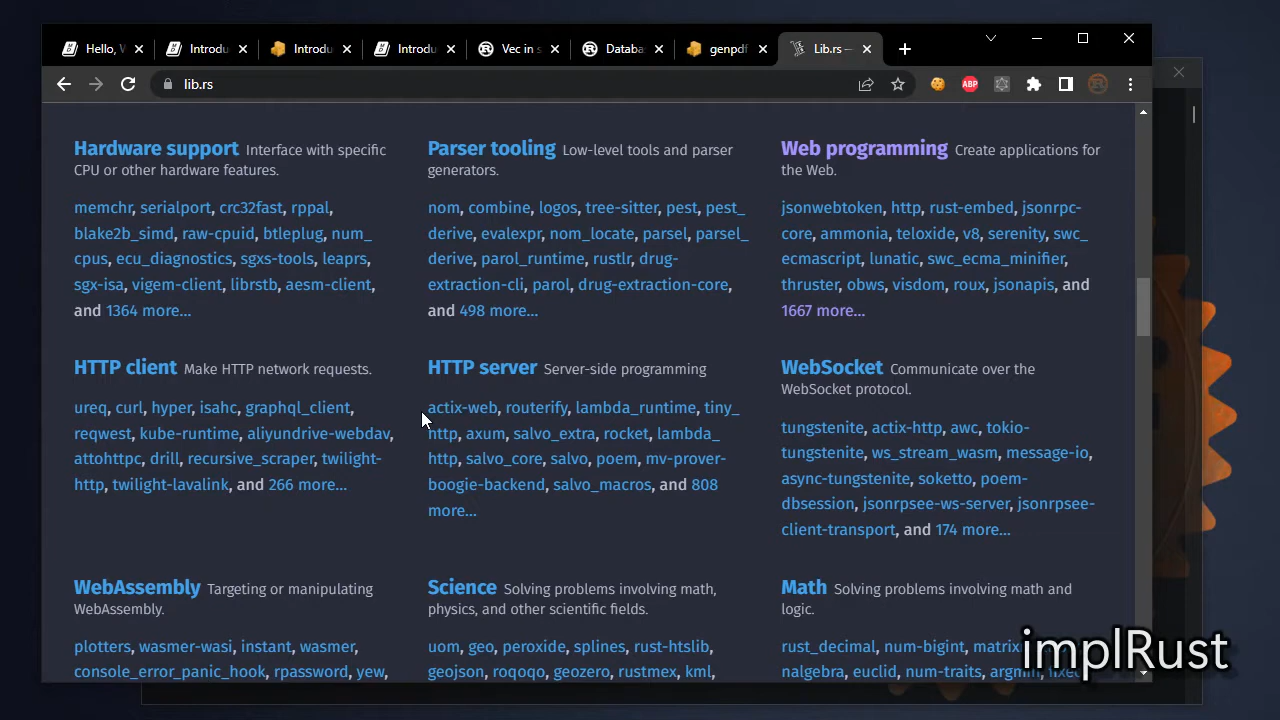 Hello, W
Introdu
Introdu
Introdu
Vec in s
Databa
genpdf
Lib.rs —
lib.rs
ABP
Hardware support Interface with specific
CPU or other hardware features.
memchr, serialport, crc32fast, rppal,
blake2b_simd, raw-cpuid, btleplug, num_
cpus, ecu_diagnostics, sgxs-tools, leaprs,
sgx-isa, vigem-client, librstb, aesm-client,
and 1364 more...
Parser tooling Low-level tools and parser
generators.
nom, combine, logos, tree-sitter, pest, pest_
derive, evalexpr, nom_locate, parsel, parsel_
derive, parol_runtime, rustlr, drug-
extraction-cli, parol, drug-extraction-core,
and 498 more...
Web programming Create applications for
the Web.
jsonwebtoken, http, rust-embed, jsonrpc-
core, ammonia, teloxide, v8, serenity, swc_
ecmascript, lunatic, swc_ecma_minifier,
thruster, obws, visdom, roux, jsonapis, and
1667 more...
HTTP client Make HTTP network requests.
ureq, curl, hyper, isahc, graphql_client,
reqwest, kube-runtime, aliyundrive-webdav,
attohttpc, drill, recursive_scraper, twilight-
http, twilight-lavalink, and 266 more...
HTTP server Server-side programming
actix-web, routerify, lambda_runtime, tiny_
http, axum, salvo_extra, rocket, lambda_
http, salvo_core, salvo, poem, mv-prover-
boogie-backend, salvo_macros, and 808
more...
WebSocket Communicate over the
WebSocket protocol.
tungstenite, actix-http, awc, tokio-
tungstenite, ws_stream_wasm, message-io,
async-tungstenite, soketto, poem-
dbsession, jsonrpsee-ws-server, jsonrpsee-
client-transport, and 174 more...
WebAssembly Targeting or manipulating
WebAssembly.
plotters, wasmer-wasi, instant, wasmer,
console_error_panic_hook, rpassword, yew,
Science Solving problems involving math,
physics, and other scientific fields.
uom, geo, peroxide, splines, rust-htslib,
geojson, roqoqo, geozero, rustmex, kml,
Math Solving problems involving math and
logic.
rust_decimal, num-bigint,
nalgebra, euclid, num-traits,
implRust